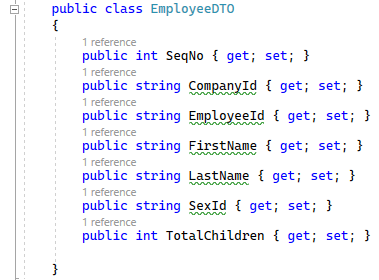 public class EmployeeDTO
{
1 reference
public int SeqNo { get; set; }
1 reference
public string CompanyId { get; set; }
1 reference
public string EmployeeId { get; set; }
1 reference
public string FirstName { get; set; }
1 reference
public string LastName { get; set; }
1 reference
public string SexId { get; set; }
1 reference
public int TotalChildren { get; set; }
}